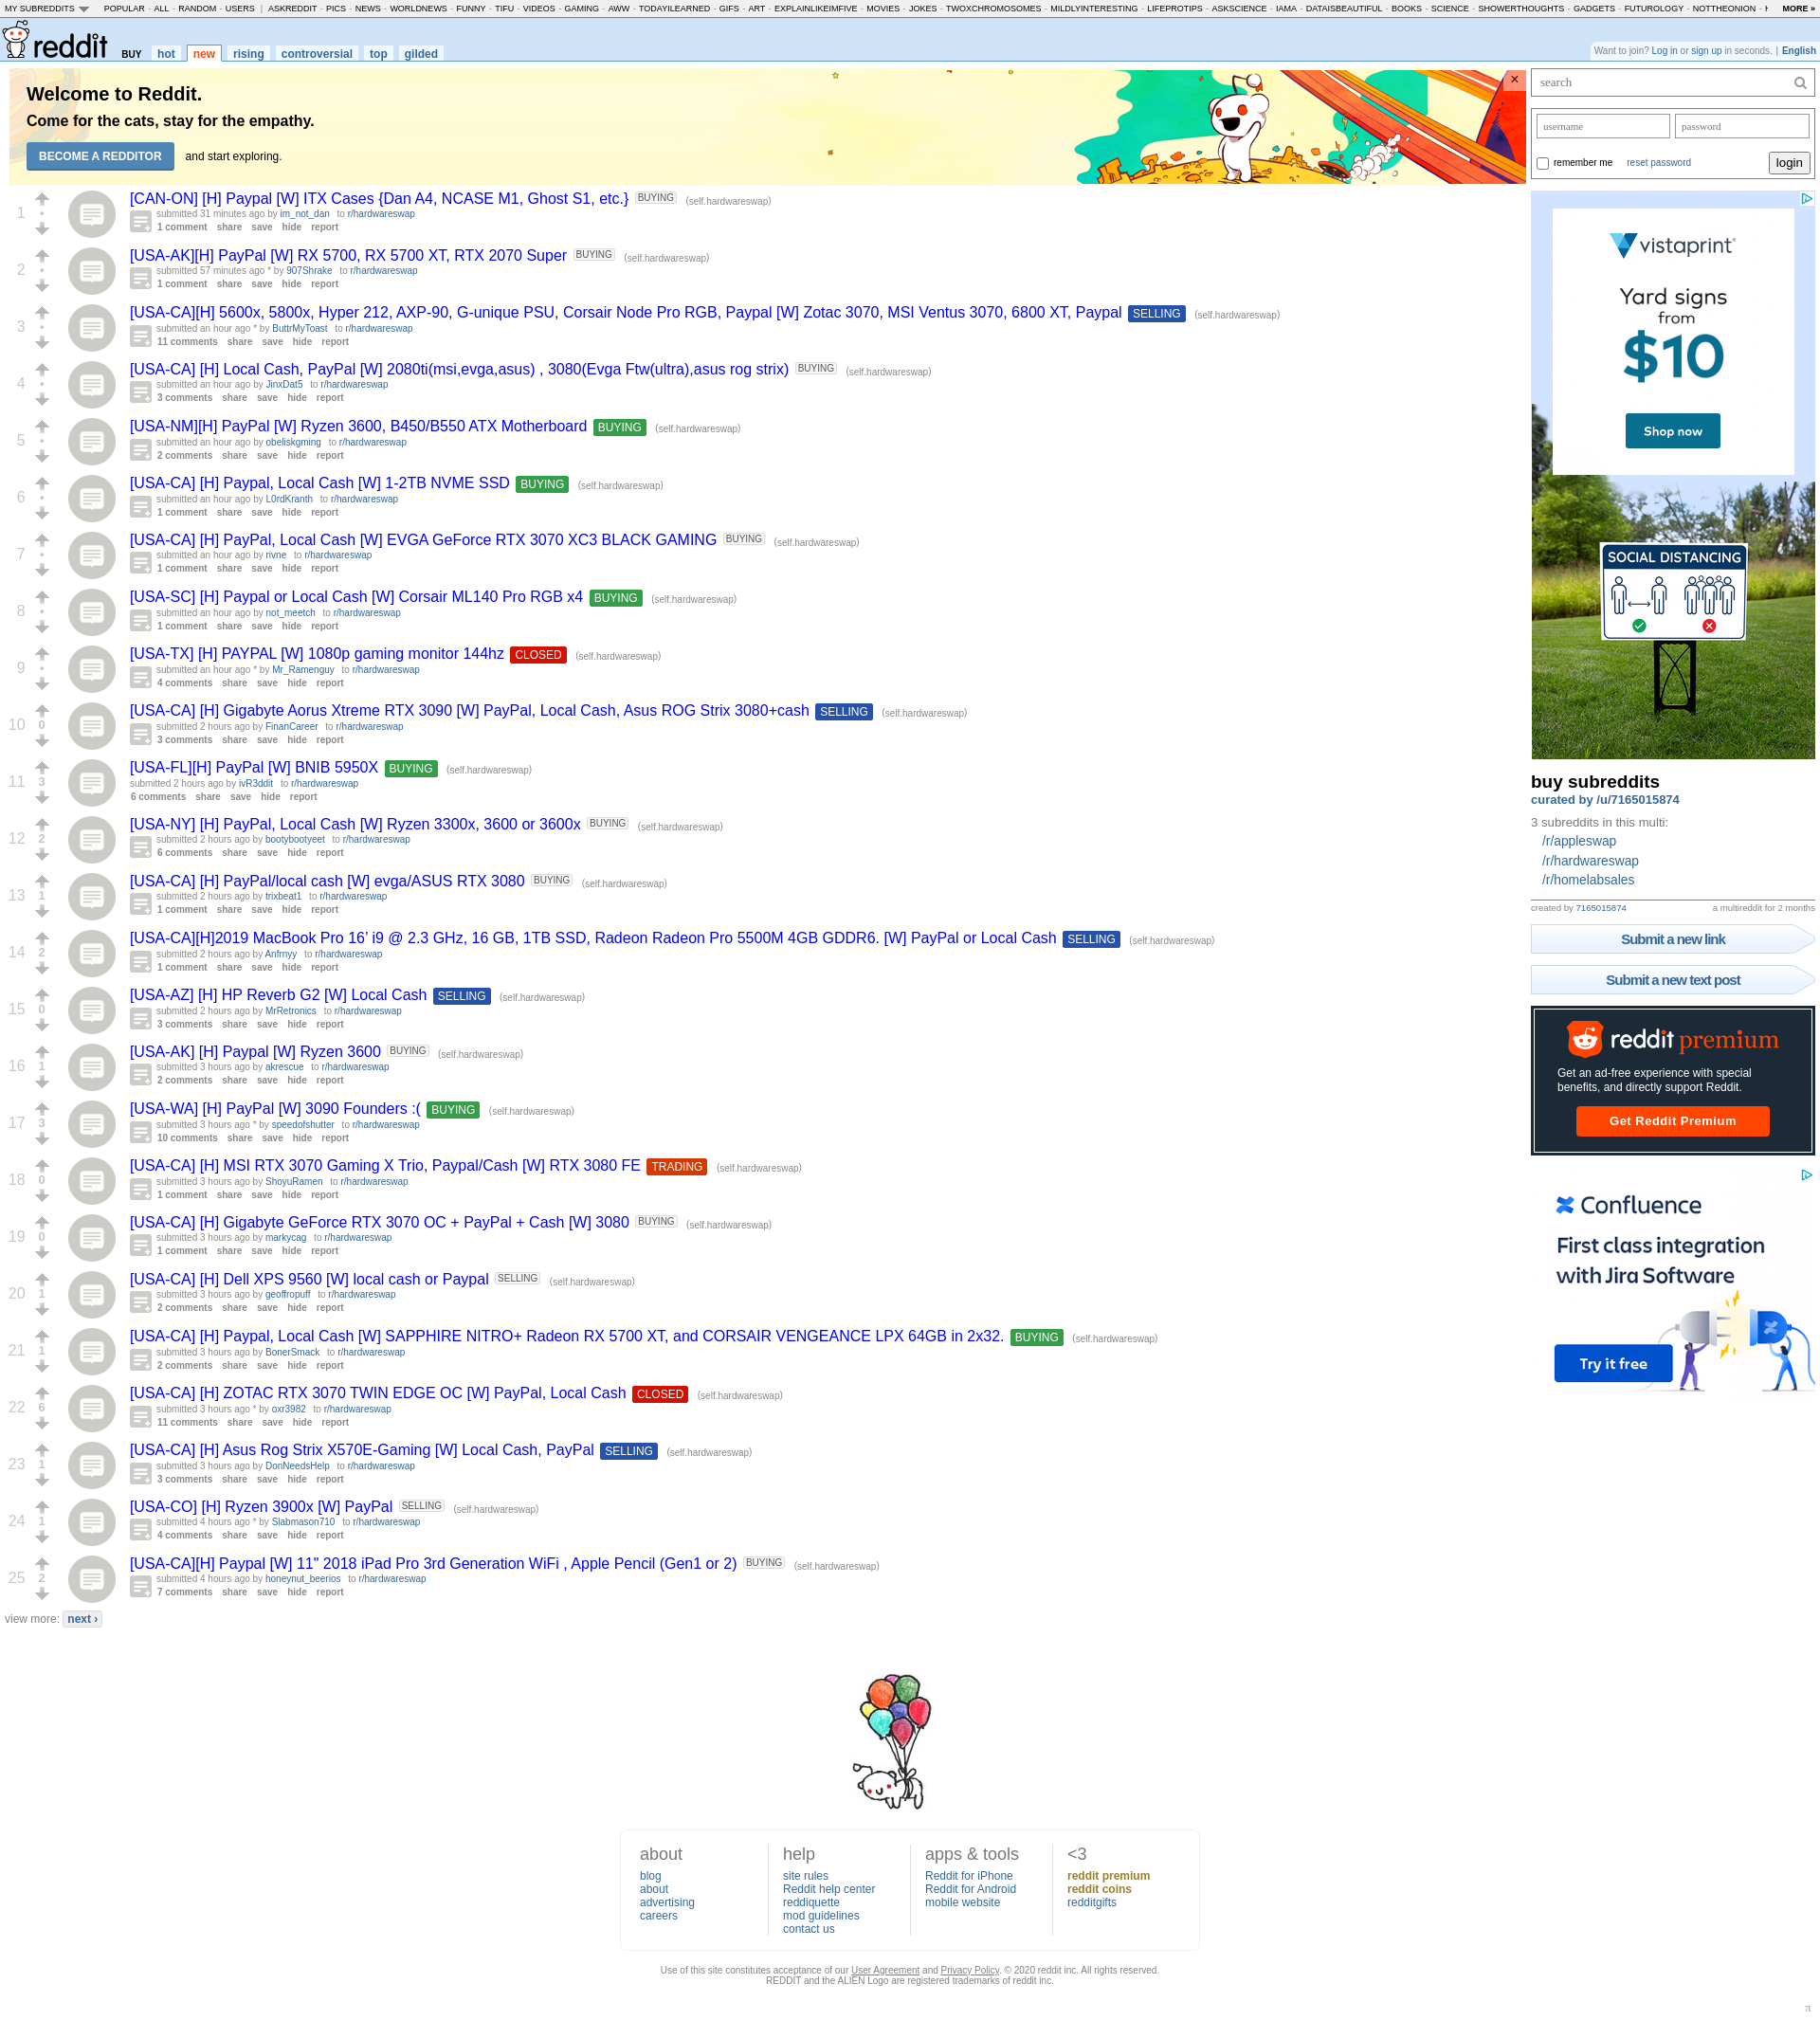 MY SUBREDDITS POPULAR - ALL - RANDOM - USERS | ASKREDDIT - PICS - NEWS - WORLDNEWS - FUNNY - TIFU - VIDEOS - GAMING - AWW - TODAYILEARNED - GIFS - ART - EXPLAINLIKEIMFIVE - MOVIES - JOKES - TWOXCHROMOSOMES - MILDLYINTERESTING - LIFEPROTIPS - ASKSCIENCE - IAMA - DATAISBEAUTIFUL - BOOKS - SCIENCE - SHOWERTHOUGHTS - GADGETS - FUTUROLOGY - NOTTHEONION - MORE »
reddit BUY hot new rising controversial top gilded
Want to join? Log in or sign up in seconds. | English
Welcome to Reddit.
Come for the cats, stay for the empathy.
BECOME A REDDITOR and start exploring.
×
1
[CAN-ON] [H] Paypal [W] ITX Cases {Dan A4, NCASE M1, Ghost S1, etc.} BUYING (self.hardwareswap)
submitted 31 minutes ago by im_not_dan to r/hardwareswap
1 comment share save hide report
2
[USA-AK][H] PayPal [W] RX 5700, RX 5700 XT, RTX 2070 Super BUYING (self.hardwareswap)
submitted 57 minutes ago * by 907Shrake to r/hardwareswap
1 comment share save hide report
3
[USA-CA][H] 5600x, 5800x, Hyper 212, AXP-90, G-unique PSU, Corsair Node Pro RGB, Paypal [W] Zotac 3070, MSI Ventus 3070, 6800 XT, Paypal SELLING (self.hardwareswap)
submitted an hour ago * by ButtrMyToast to r/hardwareswap
11 comments share save hide report
4
[USA-CA] [H] Local Cash, PayPal [W] 2080ti(msi,evga,asus) , 3080(Evga Ftw(ultra),asus rog strix) BUYING (self.hardwareswap)
submitted an hour ago by JinxDat5 to r/hardwareswap
3 comments share save hide report
5
[USA-NM][H] PayPal [W] Ryzen 3600, B450/B550 ATX Motherboard BUYING (self.hardwareswap)
submitted an hour ago by obeliskgming to r/hardwareswap
2 comments share save hide report
6
[USA-CA] [H] Paypal, Local Cash [W] 1-2TB NVME SSD BUYING (self.hardwareswap)
submitted an hour ago by L0rdKranth to r/hardwareswap
1 comment share save hide report
7
[USA-CA] [H] PayPal, Local Cash [W] EVGA GeForce RTX 3070 XC3 BLACK GAMING BUYING (self.hardwareswap)
submitted an hour ago by rivne to r/hardwareswap
1 comment share save hide report
8
[USA-SC] [H] Paypal or Local Cash [W] Corsair ML140 Pro RGB x4 BUYING (self.hardwareswap)
submitted an hour ago by not_meetch to r/hardwareswap
1 comment share save hide report
9
[USA-TX] [H] PAYPAL [W] 1080p gaming monitor 144hz CLOSED (self.hardwareswap)
submitted an hour ago * by Mr_Ramenguy to r/hardwareswap
4 comments share save hide report
10 0
[USA-CA] [H] Gigabyte Aorus Xtreme RTX 3090 [W] PayPal, Local Cash, Asus ROG Strix 3080+cash SELLING (self.hardwareswap)
submitted 2 hours ago by FinanCareer to r/hardwareswap
3 comments share save hide report
11 3
[USA-FL][H] PayPal [W] BNIB 5950X BUYING (self.hardwareswap)
submitted 2 hours ago by ivR3ddit to r/hardwareswap
6 comments share save hide report
12 2
[USA-NY] [H] PayPal, Local Cash [W] Ryzen 3300x, 3600 or 3600x BUYING (self.hardwareswap)
submitted 2 hours ago by bootybootyeet to r/hardwareswap
6 comments share save hide report
13 1
[USA-CA] [H] PayPal/local cash [W] evga/ASUS RTX 3080 BUYING (self.hardwareswap)
submitted 2 hours ago by trixbeat1 to r/hardwareswap
1 comment share save hide report
14 2
[USA-CA][H]2019 MacBook Pro 16’ i9 @ 2.3 GHz, 16 GB, 1TB SSD, Radeon Radeon Pro 5500M 4GB GDDR6. [W] PayPal or Local Cash SELLING (self.hardwareswap)
submitted 2 hours ago by Anfrnyy to r/hardwareswap
1 comment share save hide report
15 0
[USA-AZ] [H] HP Reverb G2 [W] Local Cash SELLING (self.hardwareswap)
submitted 2 hours ago by MrRetronics to r/hardwareswap
3 comments share save hide report
16 1
[USA-AK] [H] Paypal [W] Ryzen 3600 BUYING (self.hardwareswap)
submitted 3 hours ago by akrescue to r/hardwareswap
2 comments share save hide report
17 3
[USA-WA] [H] PayPal [W] 3090 Founders :( BUYING (self.hardwareswap)
submitted 3 hours ago * by speedofshutter to r/hardwareswap
10 comments share save hide report
18 0
[USA-CA] [H] MSI RTX 3070 Gaming X Trio, Paypal/Cash [W] RTX 3080 FE TRADING (self.hardwareswap)
submitted 3 hours ago by ShoyuRamen to r/hardwareswap
1 comment share save hide report
19 0
[USA-CA] [H] Gigabyte GeForce RTX 3070 OC + PayPal + Cash [W] 3080 BUYING (self.hardwareswap)
submitted 3 hours ago by markycag to r/hardwareswap
1 comment share save hide report
20 1
[USA-CA] [H] Dell XPS 9560 [W] local cash or Paypal SELLING (self.hardwareswap)
submitted 3 hours ago by geoffropuff to r/hardwareswap
2 comments share save hide report
21 1
[USA-CA] [H] Paypal, Local Cash [W] SAPPHIRE NITRO+ Radeon RX 5700 XT, and CORSAIR VENGEANCE LPX 64GB in 2x32. BUYING (self.hardwareswap)
submitted 3 hours ago by BonerSmack to r/hardwareswap
2 comments share save hide report
22 6
[USA-CA] [H] ZOTAC RTX 3070 TWIN EDGE OC [W] PayPal, Local Cash CLOSED (self.hardwareswap)
submitted 3 hours ago * by oxr3982 to r/hardwareswap
11 comments share save hide report
23 1
[USA-CA] [H] Asus Rog Strix X570E-Gaming [W] Local Cash, PayPal SELLING (self.hardwareswap)
submitted 3 hours ago by DonNeedsHelp to r/hardwareswap
3 comments share save hide report
24 1
[USA-CO] [H] Ryzen 3900x [W] PayPal SELLING (self.hardwareswap)
submitted 4 hours ago * by Slabmason710 to r/hardwareswap
4 comments share save hide report
25 2
[USA-CA][H] Paypal [W] 11" 2018 iPad Pro 3rd Generation WiFi , Apple Pencil (Gen1 or 2) BUYING (self.hardwareswap)
submitted 4 hours ago by honeynut_beerios to r/hardwareswap
7 comments share save hide report
view more: next ›
search
username password
remember me reset password login
vistaprint
Yard signs
from
$10
Shop now
SOCIAL DISTANCING
buy subreddits
curated by /u/7165015874
3 subreddits in this multi:
/r/appleswap
/r/hardwareswap
/r/homelabsales
created by 7165015874 a multireddit for 2 months
Submit a new link
Submit a new text post
reddit premium
Get an ad-free experience with special
benefits, and directly support Reddit.
Get Reddit Premium
Confluence
First class integration
with Jira Software
Try it free
about
blog
about
advertising
careers
help
site rules
Reddit help center
reddiquette
mod guidelines
contact us
apps & tools
Reddit for iPhone
Reddit for Android
mobile website
<3
reddit premium
reddit coins
redditgifts
Use of this site constitutes acceptance of our User Agreement and Privacy Policy. © 2020 reddit inc. All rights reserved.
REDDIT and the ALIEN Logo are registered trademarks of reddit inc.
π